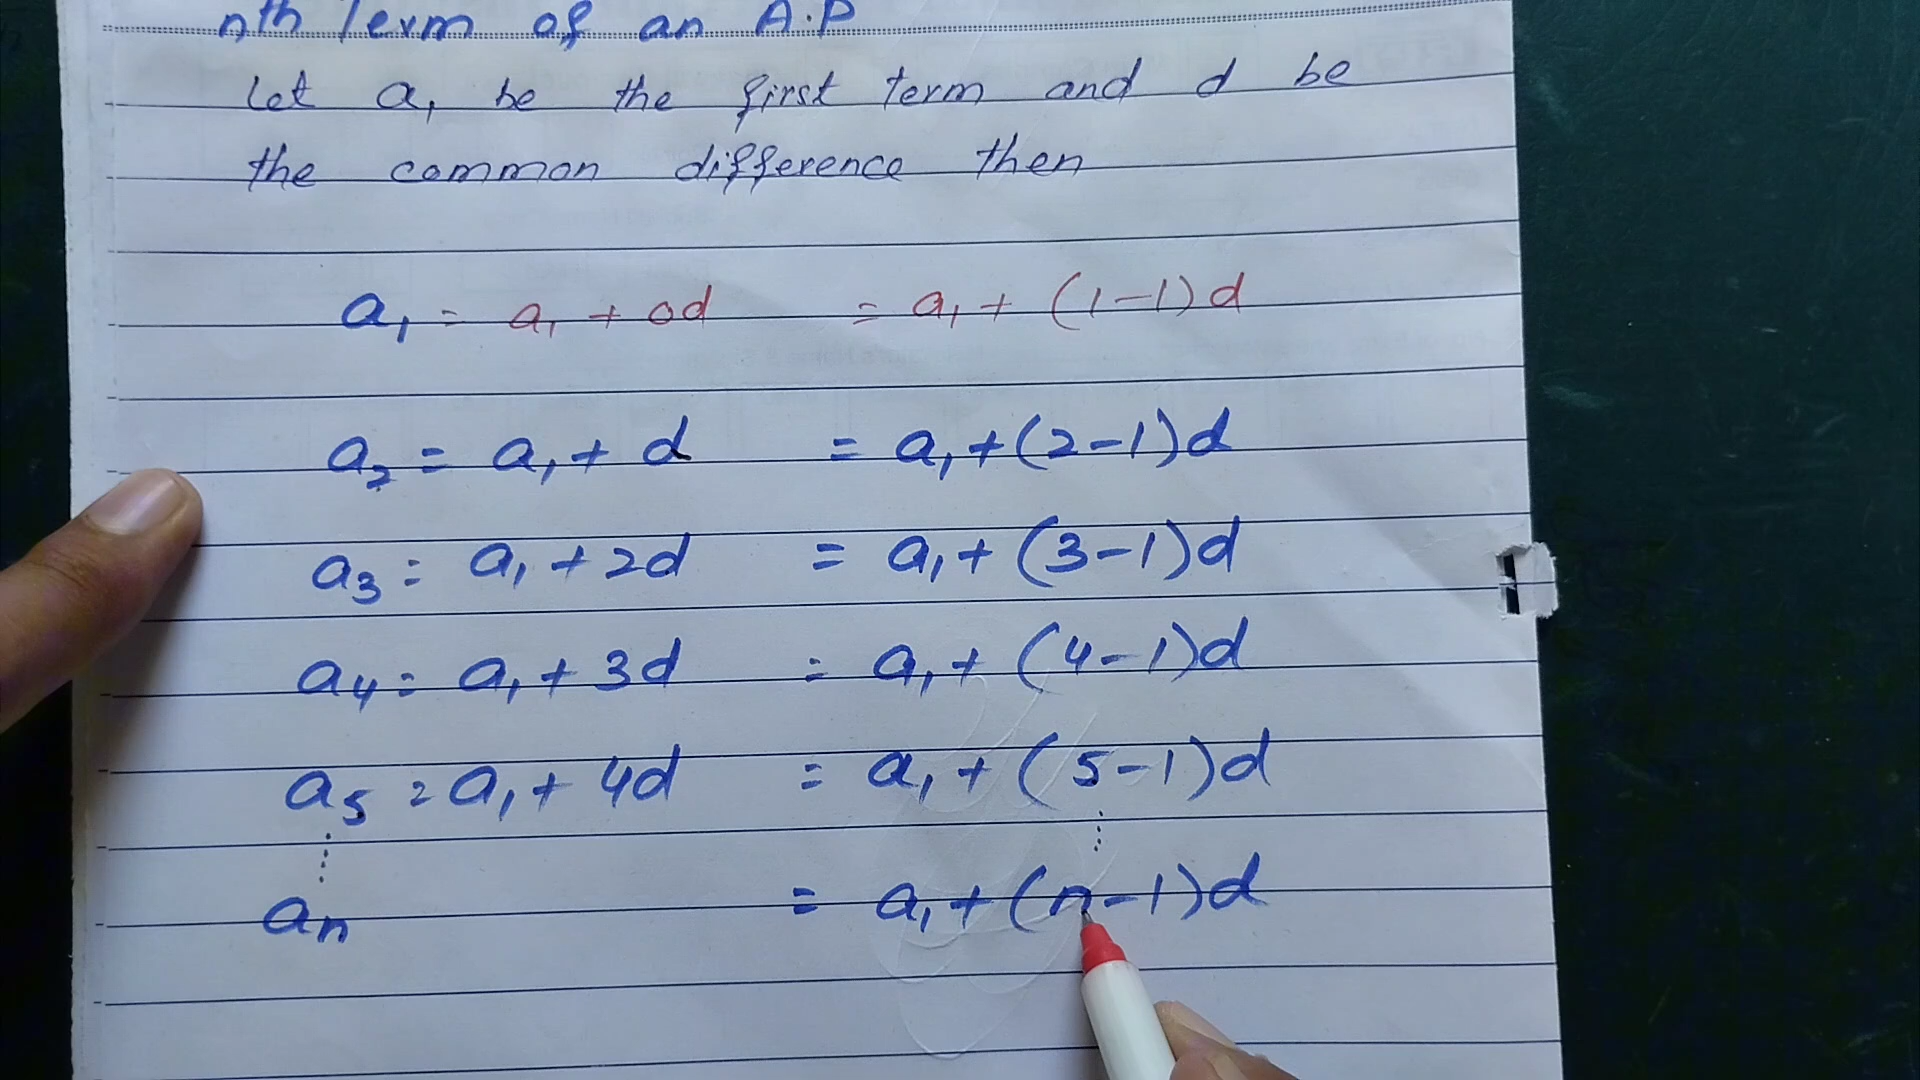 nth Term of an A.P
Let a₁ be the first term and d be
the common difference then
a₁ = a₁ + 0d = a₁ + (1-1)d
a₂ = a₁ + d = a₁ + (2-1)d
a₃ = a₁ + 2d = a₁ + (3-1)d
a₄ = a₁ + 3d = a₁ + (4-1)d
a₅ = a₁ + 4d = a₁ + (5-1)d
⋮ ⋮
aₙ = a₁ + (n-1)d